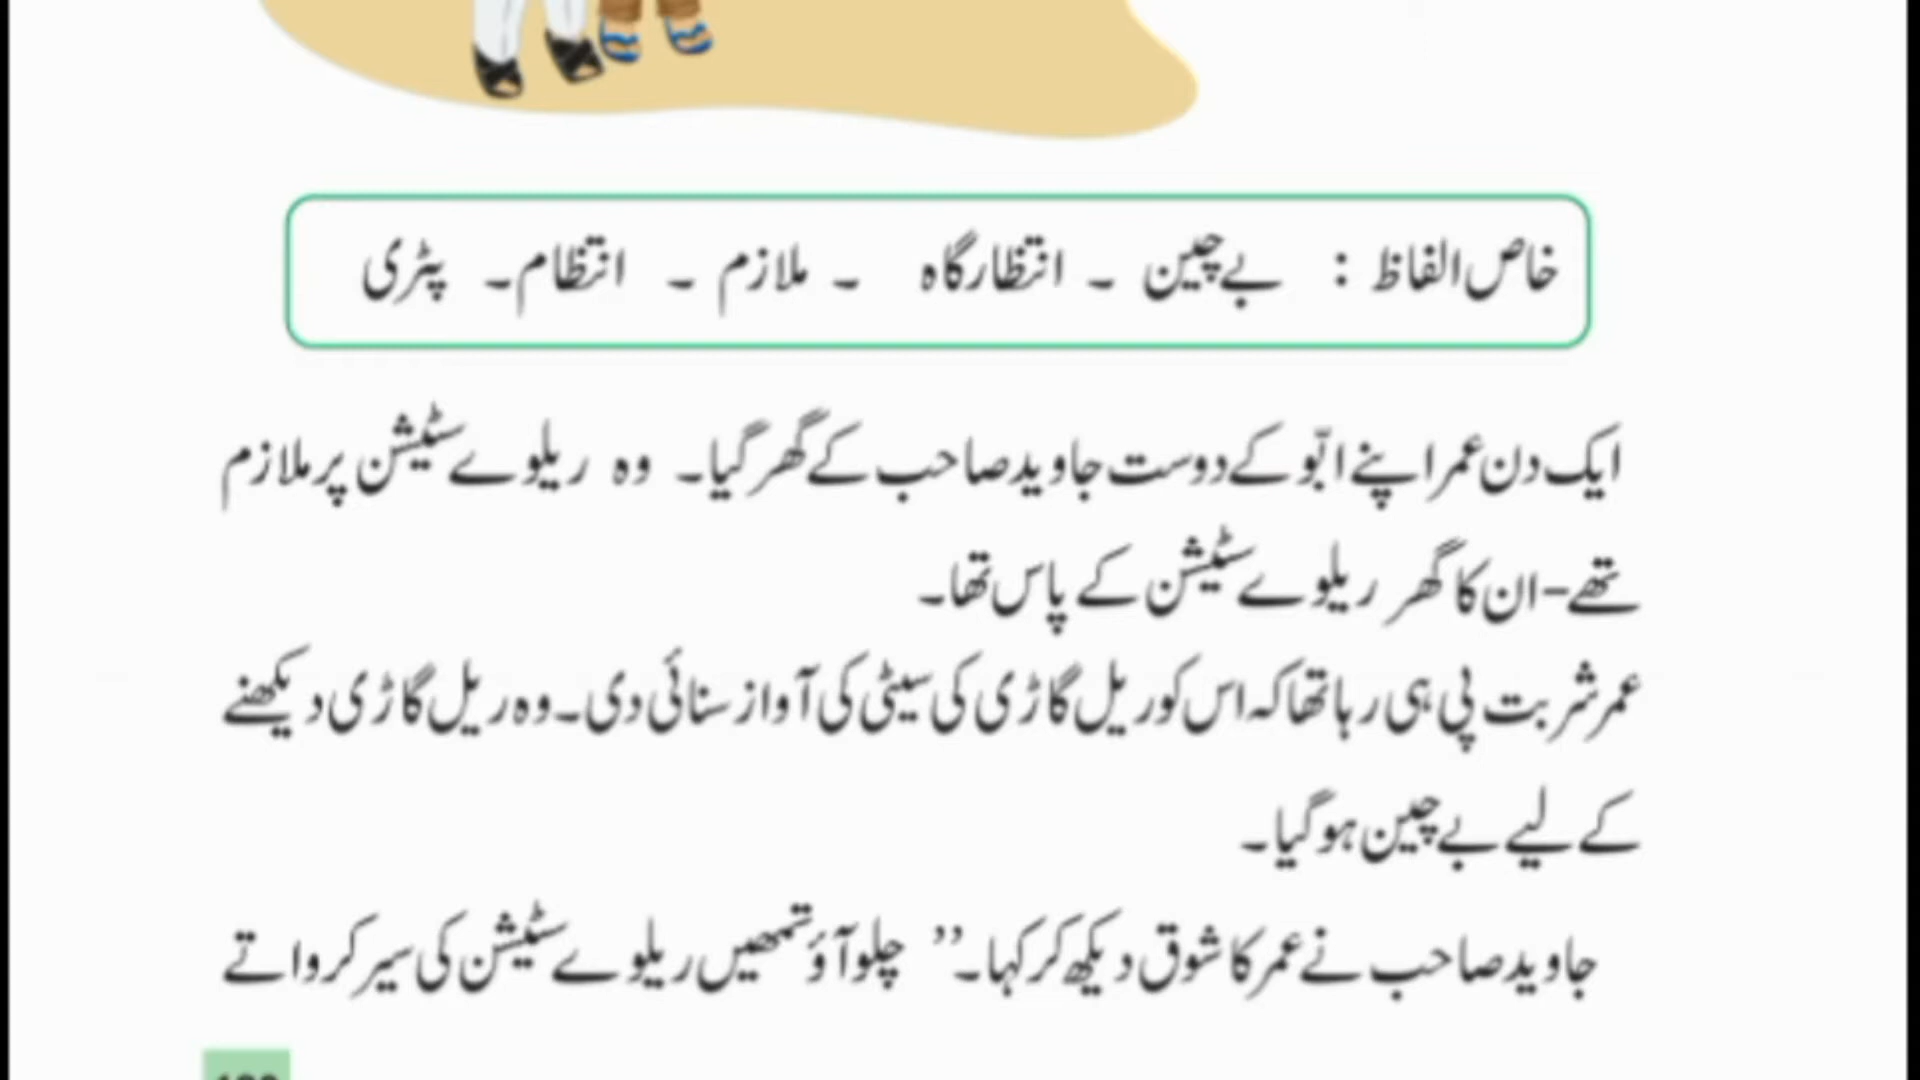 خاص الفاظ : بے چین ۔ انتظار گاہ ۔ ملازم ۔ انتظام ۔ پٹری
ایک دن عمر اپنے ابّو کے دوست جاوید صاحب کے گھر گیا۔ وہ ریلوے سٹیشن پر ملازم
تھے-ان کا گھر ریلوے سٹیشن کے پاس تھا۔
عمر شربت پی ہی رہا تھا کہ اس کو ریل گاڑی کی سیٹی کی آواز سنائی دی۔ وہ ریل گاڑی دیکھنے
کے لیے بے چین ہو گیا۔
جاوید صاحب نے عمر کا شوق دیکھ کر کہا۔” چلو آؤ تمھیں ریلوے سٹیشن کی سیر کرواتے